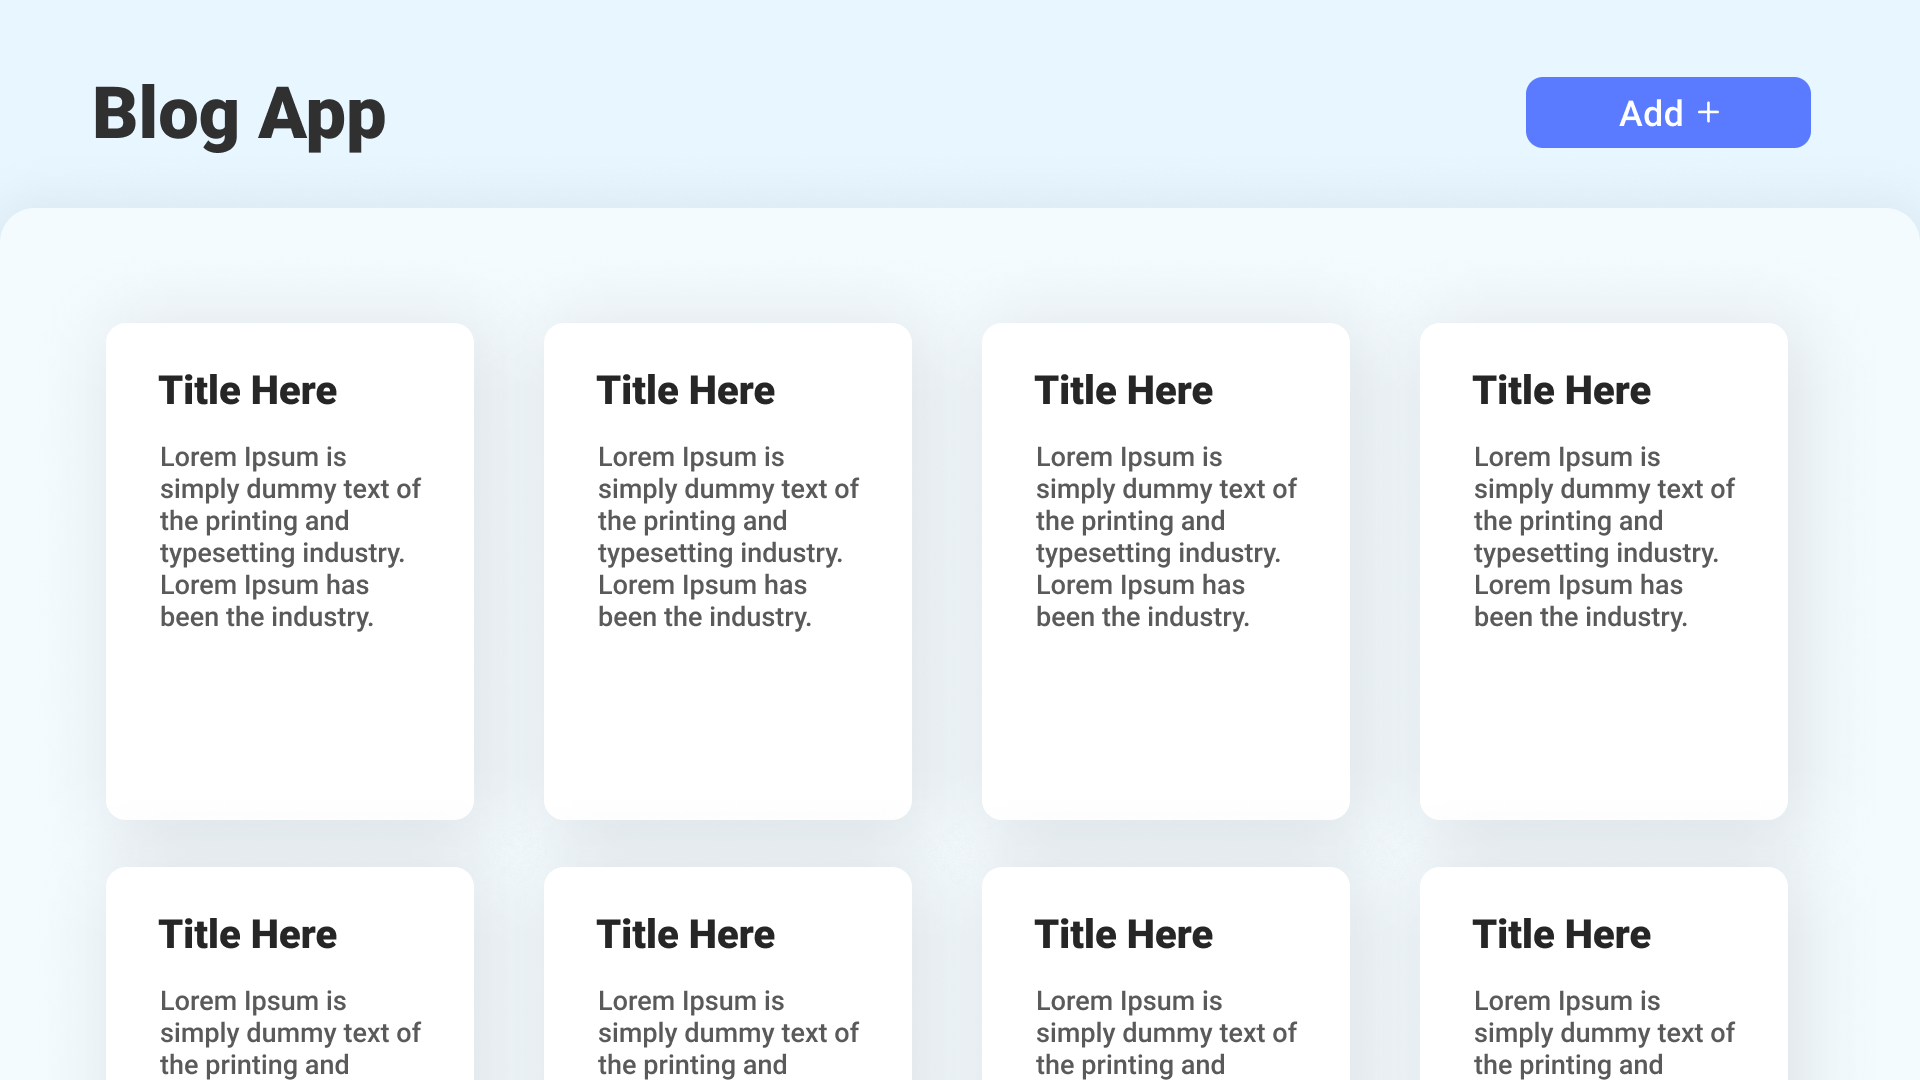 Blog App
Add +
Title Here
Lorem Ipsum is
simply dummy text of
the printing and
typesetting industry.
Lorem Ipsum has
been the industry.
Title Here
Lorem Ipsum is
simply dummy text of
the printing and
typesetting industry.
Lorem Ipsum has
been the industry.
Title Here
Lorem Ipsum is
simply dummy text of
the printing and
typesetting industry.
Lorem Ipsum has
been the industry.
Title Here
Lorem Ipsum is
simply dummy text of
the printing and
typesetting industry.
Lorem Ipsum has
been the industry.
Title Here
Lorem Ipsum is
simply dummy text of
the printing and
Title Here
Lorem Ipsum is
simply dummy text of
the printing and
Title Here
Lorem Ipsum is
simply dummy text of
the printing and
Title Here
Lorem Ipsum is
simply dummy text of
the printing and